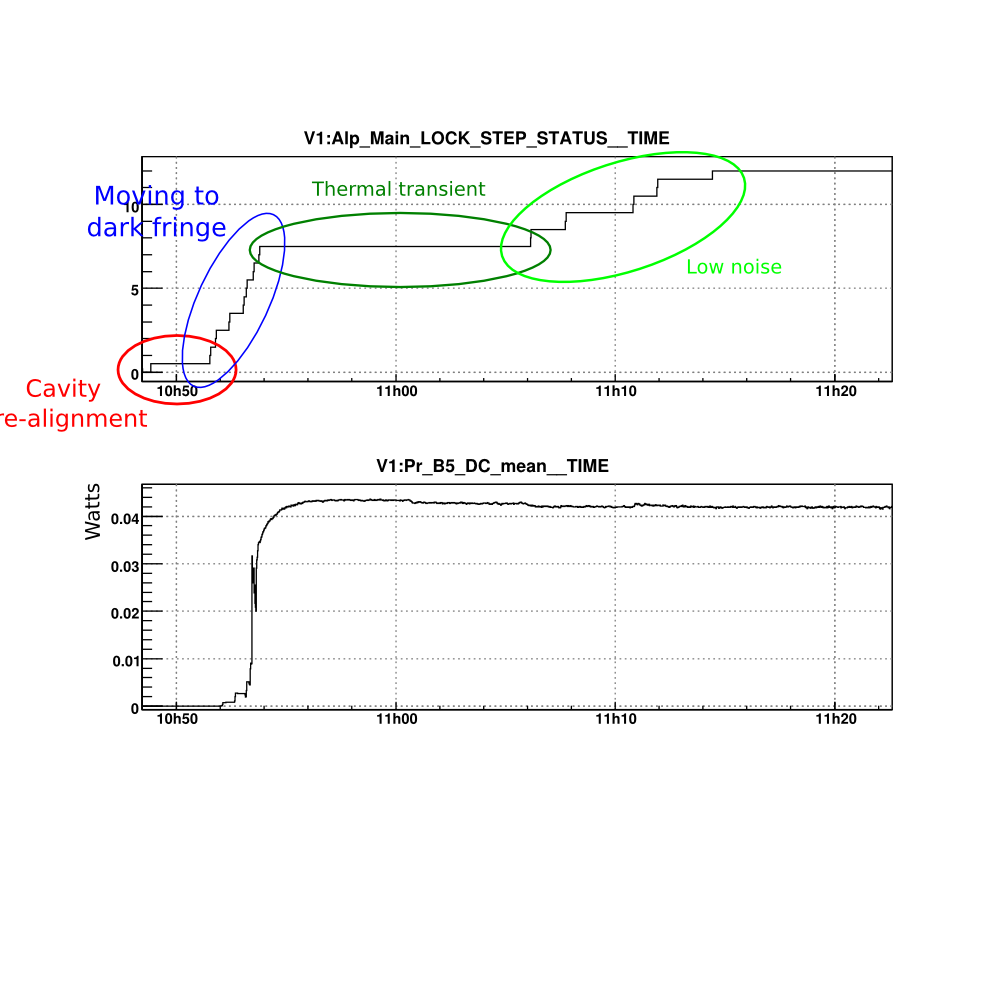 V1:Alp_Main_LOCK_STEP_STATUS__TIME
Moving to
dark fringe
Thermal transient
Low noise
10
5
0
10h50 11h00 11h10 11h20
Cavity
re-alignment
V1:Pr_B5_DC_mean__TIME
Watts
0.04
0.03
0.02
0.01
0
10h50 11h00 11h10 11h20